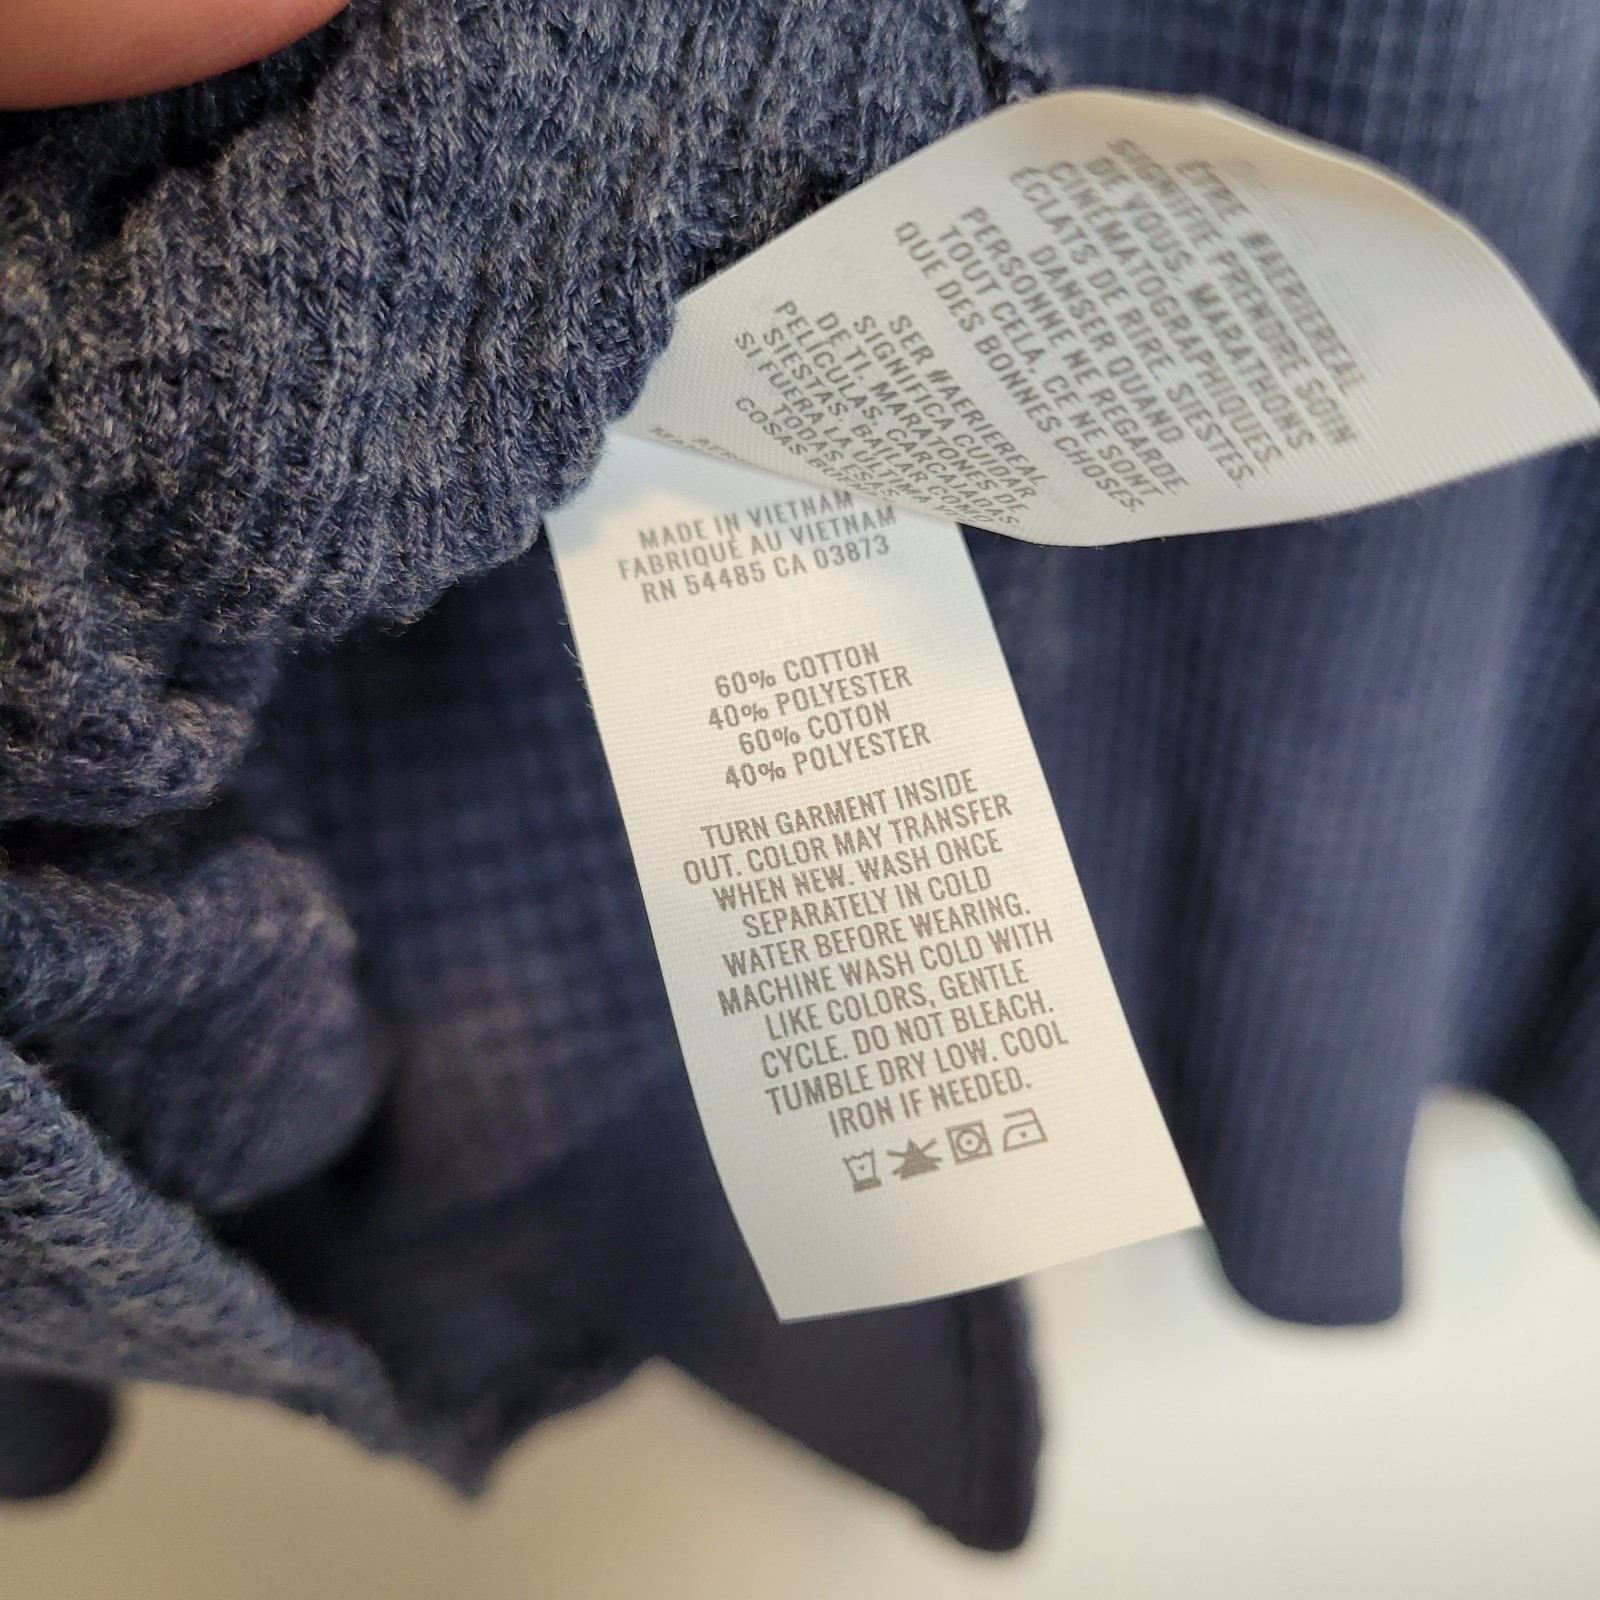 ÊTRE #AERIEREAL
SIGNIFIE PRENDRE SOIN
DE VOUS. MARATHONS
CINÉMATOGRAPHIQUES.
ÉCLATS DE RIRE. SIESTES.
DANSER QUAND
PERSONNE NE REGARDE.
TOUT CELA, CE NE SONT
QUE DES BONNES CHOSES.
SER #AERIEREAL
SIGNIFICA CUIDAR
DE TI. MARATONES DE
PELÍCULAS. CARCAJADAS.
SIESTAS. BAILAR COMO
SI FUERA LA ÚLTIMA
TODAS ESAS
COSAS
MADE IN VIETNAM
FABRIQUÉ AU VIETNAM
RN 54485 CA 03873
60% COTTON
40% POLYESTER
60% COTON
40% POLYESTER
TURN GARMENT INSIDE
OUT. COLOR MAY TRANSFER
WHEN NEW. WASH ONCE
SEPARATELY IN COLD
WATER BEFORE WEARING.
MACHINE WASH COLD WITH
LIKE COLORS, GENTLE
CYCLE. DO NOT BLEACH.
TUMBLE DRY LOW. COOL
IRON IF NEEDED.